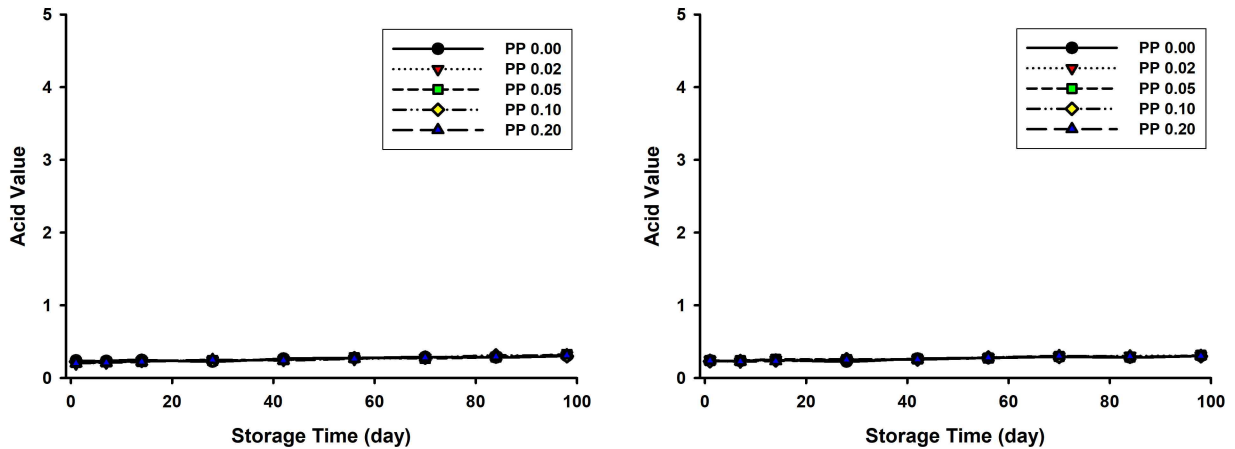 5
4
3
2
1
0
Acid Value
PP 0.00
PP 0.02
PP 0.05
PP 0.10
PP 0.20
0 20 40 60 80 100
Storage Time (day)
5
4
3
2
1
0
Acid Value
PP 0.00
PP 0.02
PP 0.05
PP 0.10
PP 0.20
0 20 40 60 80 100
Storage Time (day)